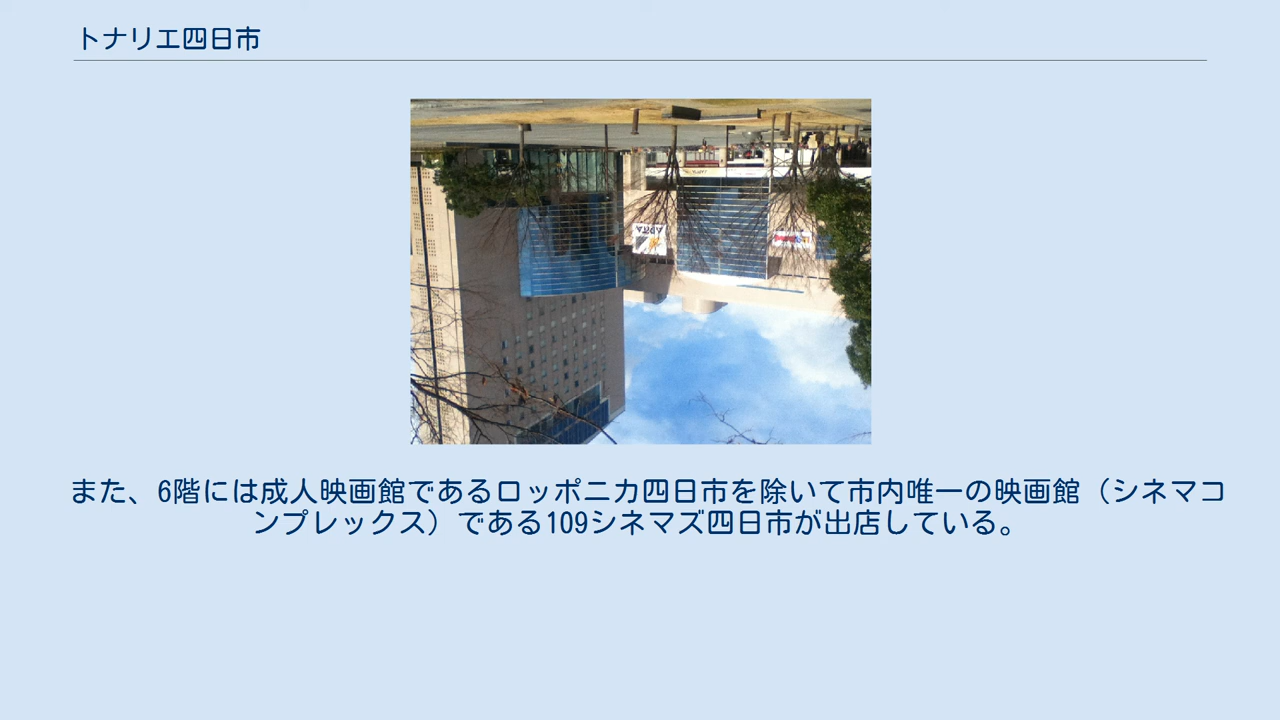 トナリエ四日市
APiTA
また、6階には成人映画館であるロッポニカ四日市を除いて市内唯一の映画館（シネマコ
ンプレックス）である109シネマズ四日市が出店している。